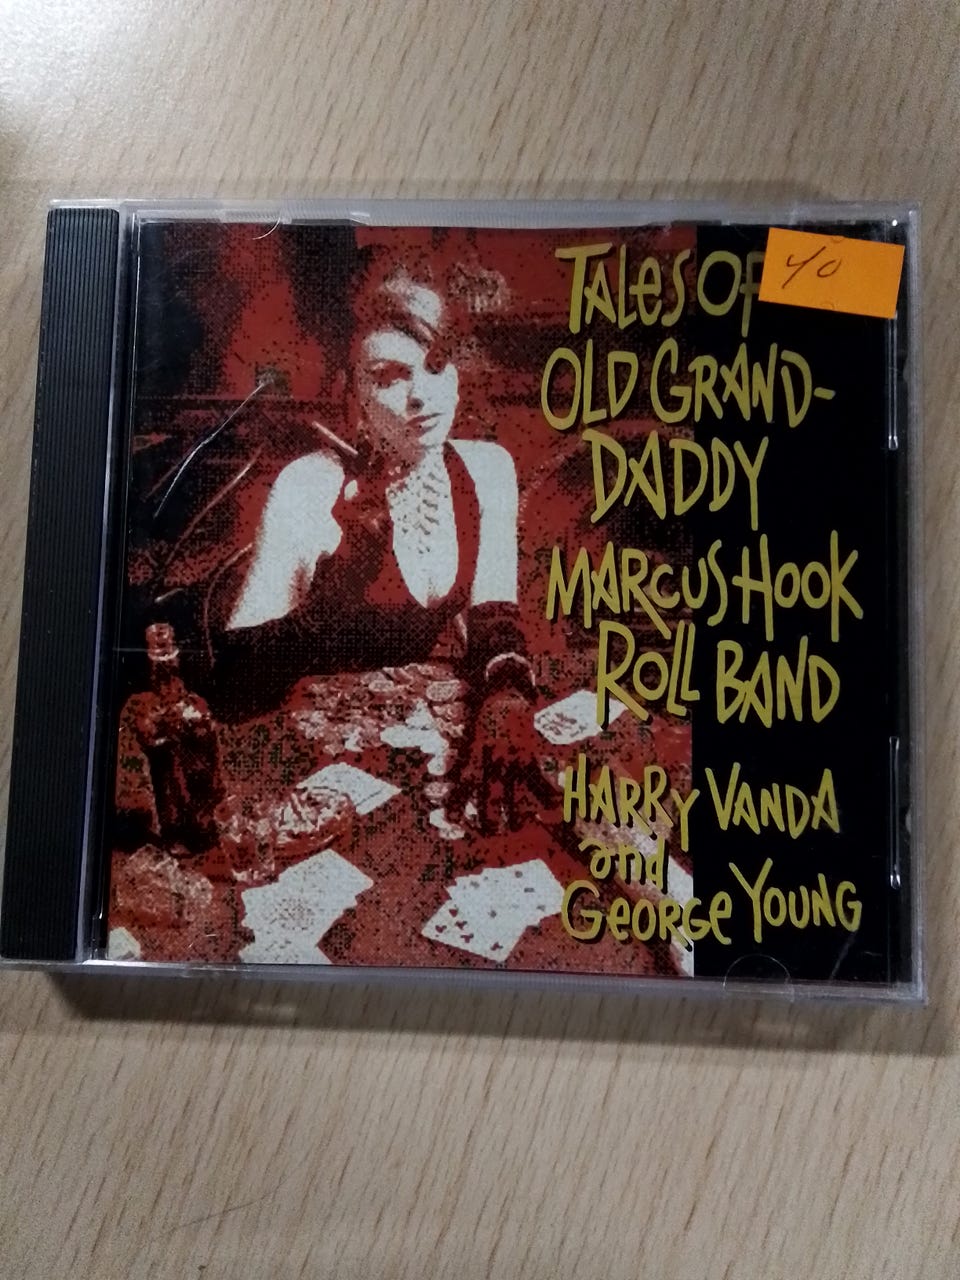 TALES OF
40
OLD GRAND-
DADDY
MARCUS HOOK
ROLL BAND
HARRY VANDA
and
GEORGE YOUNG